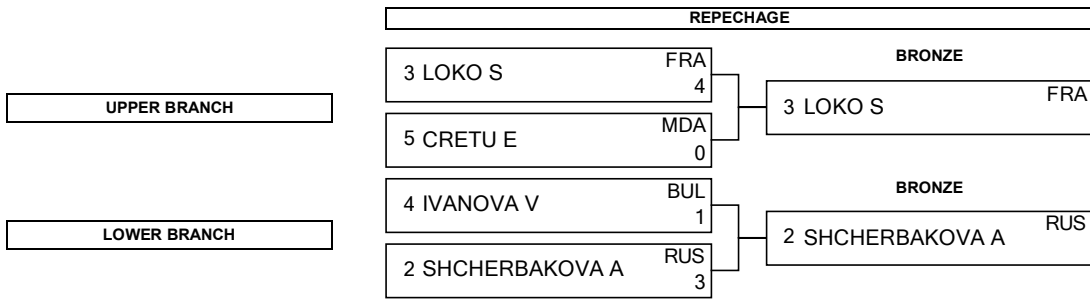 REPECHAGE
BRONZE
3 LOKO S FRA
4
UPPER BRANCH
3 LOKO S FRA
5 CRETU E MDA
0
BRONZE
4 IVANOVA V BUL
1
LOWER BRANCH
2 SHCHERBAKOVA A RUS
2 SHCHERBAKOVA A RUS
3